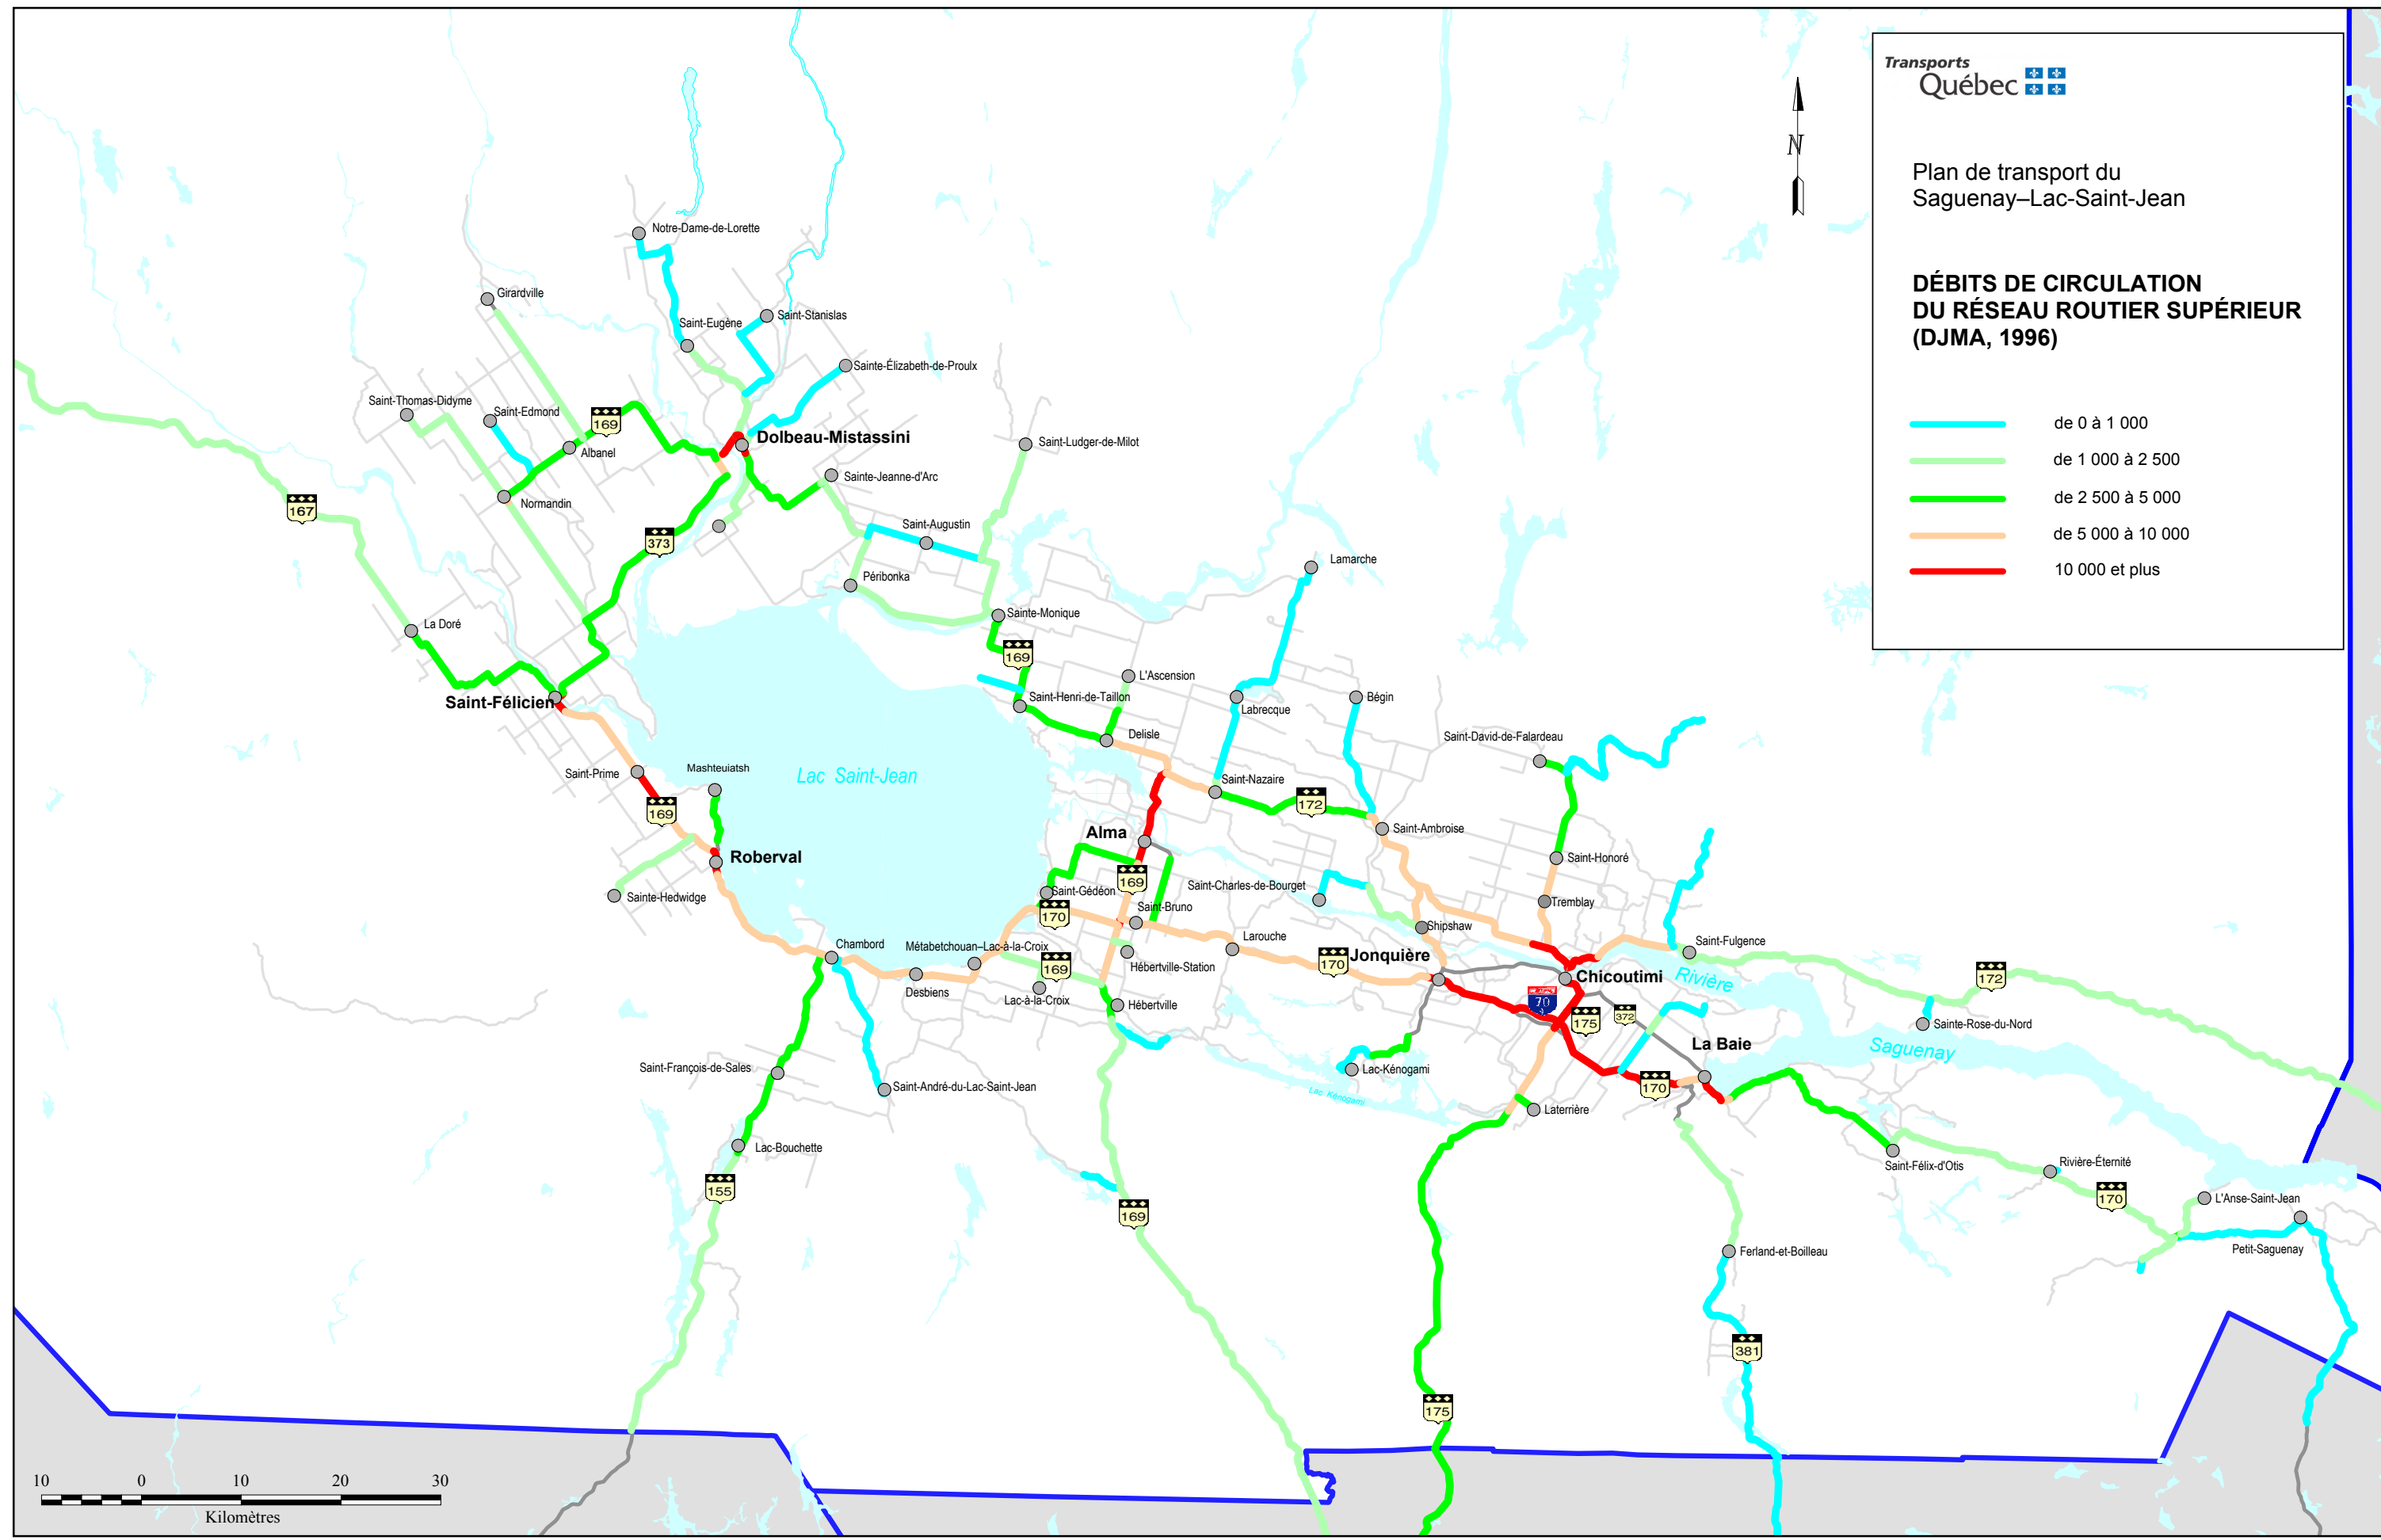 Transports
Québec
Plan de transport du
Saguenay–Lac-Saint-Jean
DÉBITS DE CIRCULATION
DU RÉSEAU ROUTIER SUPÉRIEUR
(DJMA, 1996)
de 0 à 1 000
de 1 000 à 2 500
de 2 500 à 5 000
de 5 000 à 10 000
10 000 et plus
N
Notre-Dame-de-Lorette
Girardville
Saint-Eugène
Saint-Stanislas
Sainte-Élizabeth-de-Proulx
Saint-Thomas-Didyme
Saint-Edmond
169
Albanel
Dolbeau-Mistassini
Saint-Ludger-de-Milot
Sainte-Jeanne-d'Arc
Normandin
167
373
Saint-Augustin
Lamarche
Péribonka
Sainte-Monique
La Doré
169
L'Ascension
Saint-Henri-de-Taillon
Labrecque
Bégin
Saint-Félicien
Delisle
Saint-David-de-Falardeau
Saint-Prime
Mashteuiatsh
Lac Saint-Jean
Saint-Nazaire
172
169
Alma
Saint-Ambroise
Roberval
Saint-Honoré
169
Saint-Gédéon
Saint-Charles-de-Bourget
Sainte-Hedwidge
170
Saint-Bruno
Tremblay
Shipshaw
Chambord
Métabetchouan–Lac-à-la-Croix
Larouche
170
Jonquière
Saint-Fulgence
169
Hébertville-Station
Chicoutimi
Rivière
172
Desbiens
Lac-à-la-Croix
Hébertville
70
175
372
Sainte-Rose-du-Nord
La Baie
Saguenay
Saint-François-de-Sales
Saint-André-du-Lac-Saint-Jean
Lac-Kénogami
Lac Kénogami
170
Laterrière
Lac-Bouchette
Saint-Félix-d'Otis
Rivière-Éternité
155
170
L'Anse-Saint-Jean
169
Ferland-et-Boilleau
Petit-Saguenay
381
175
10 0 10 20 30
Kilomètres